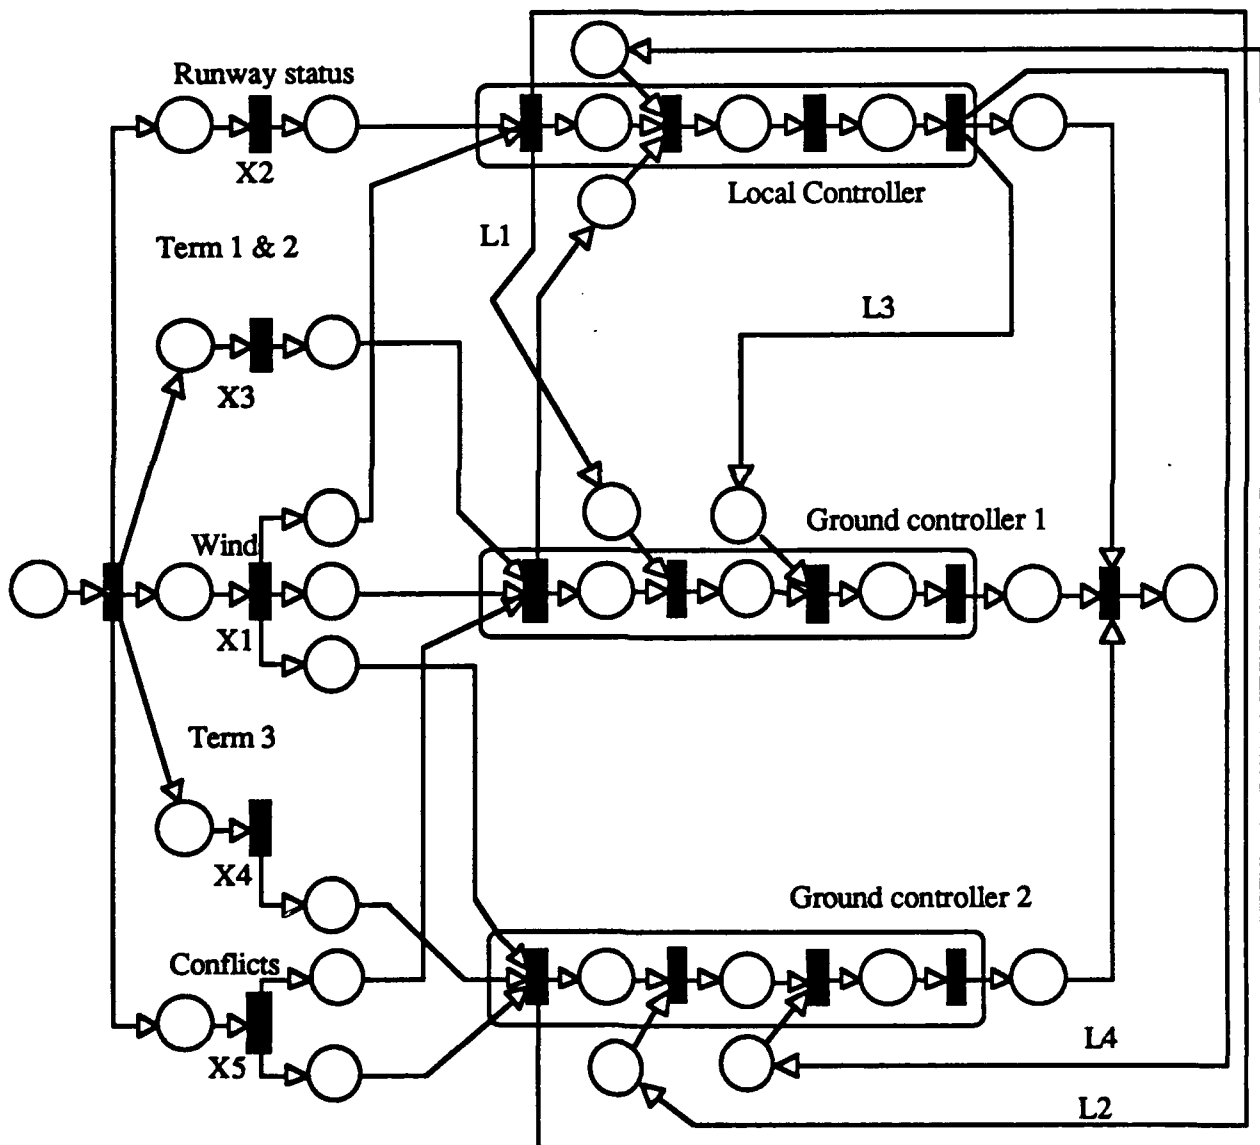 Runway status
X2
Local Controller
L1
Term 1 & 2
L3
X3
Ground controller 1
Wind
X1
Term 3
X4
Ground controller 2
Conflicts
X5
L4
L2